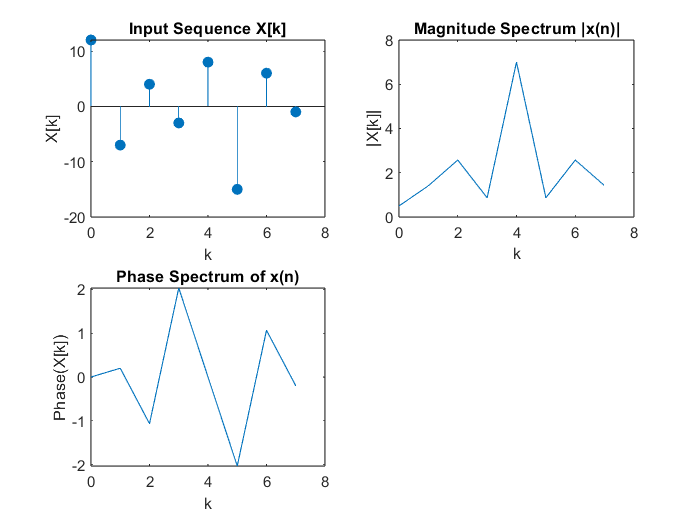 Input Sequence X[k]
10
0
-10
-20
X[k]
0 2 4 6 8
k
Magnitude Spectrum |x(n)|
8
6
4
2
0
|X[k]|
0 2 4 6 8
k
Phase Spectrum of x(n)
2
1
0
-1
-2
Phase(X[k])
0 2 4 6 8
k